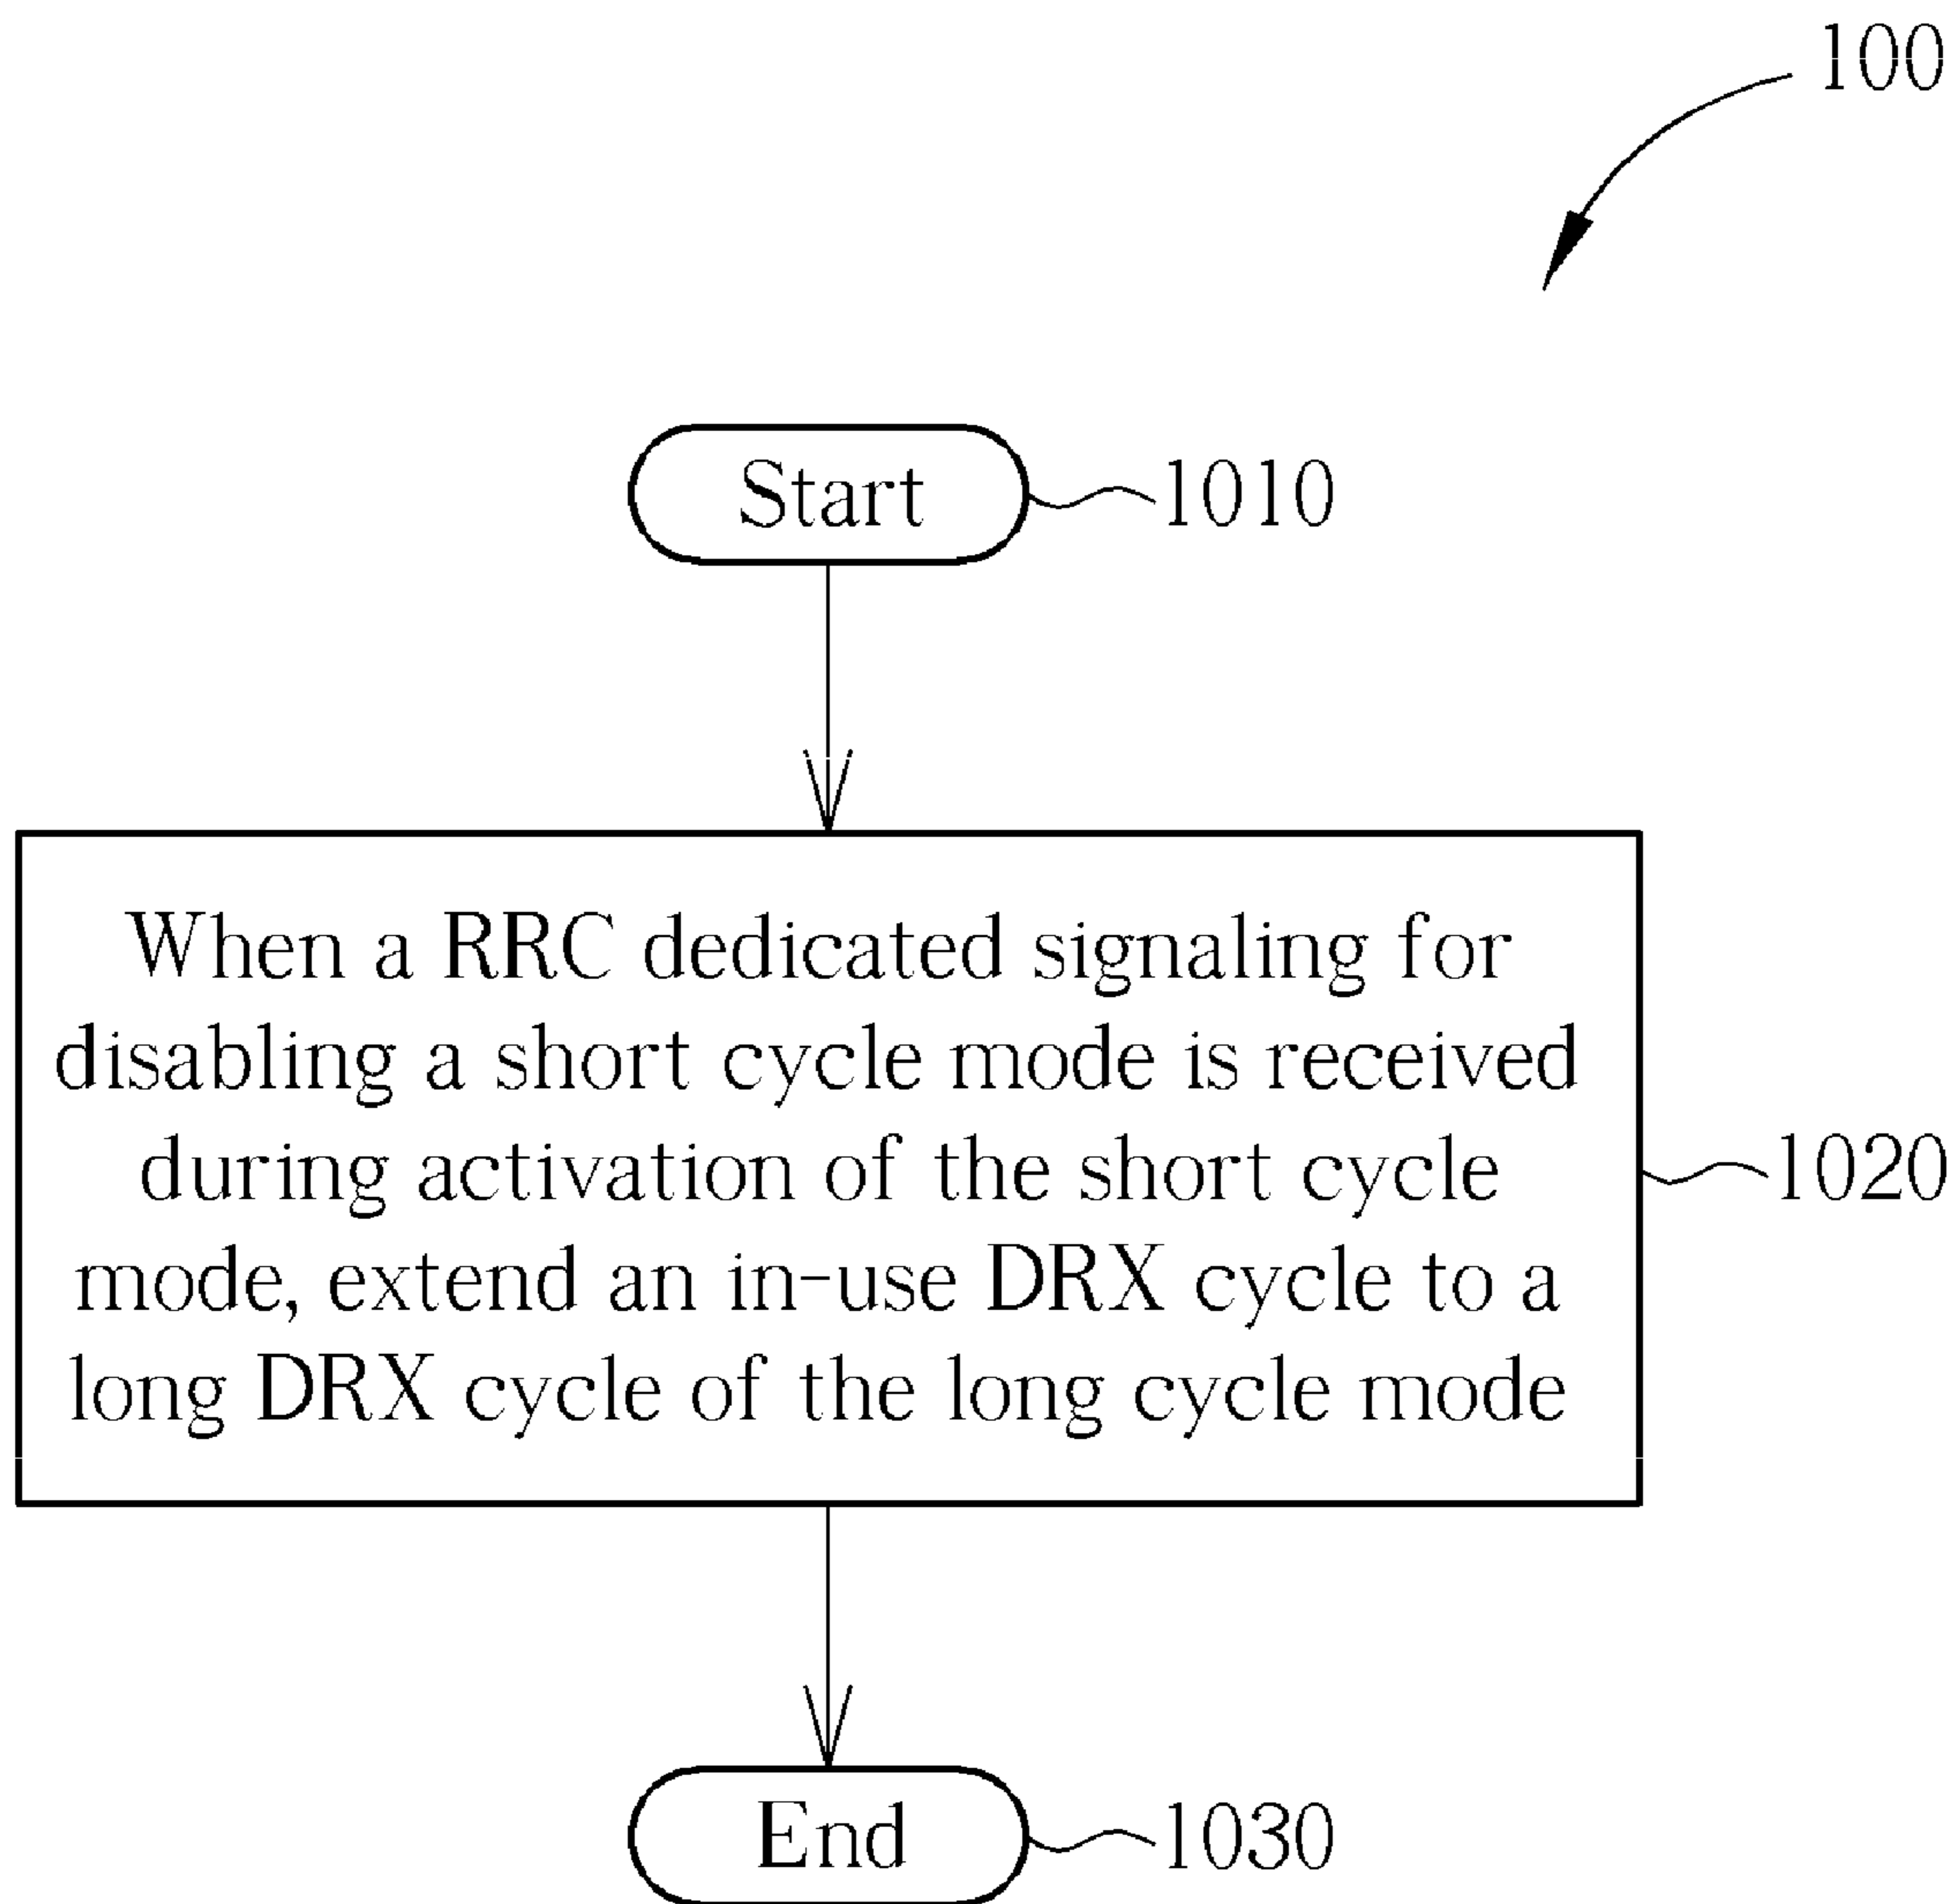 100
Start
1010
When a RRC dedicated signaling for
disabling a short cycle mode is received
during activation of the short cycle
mode, extend an in-use DRX cycle to a
long DRX cycle of the long cycle mode
1020
End
1030